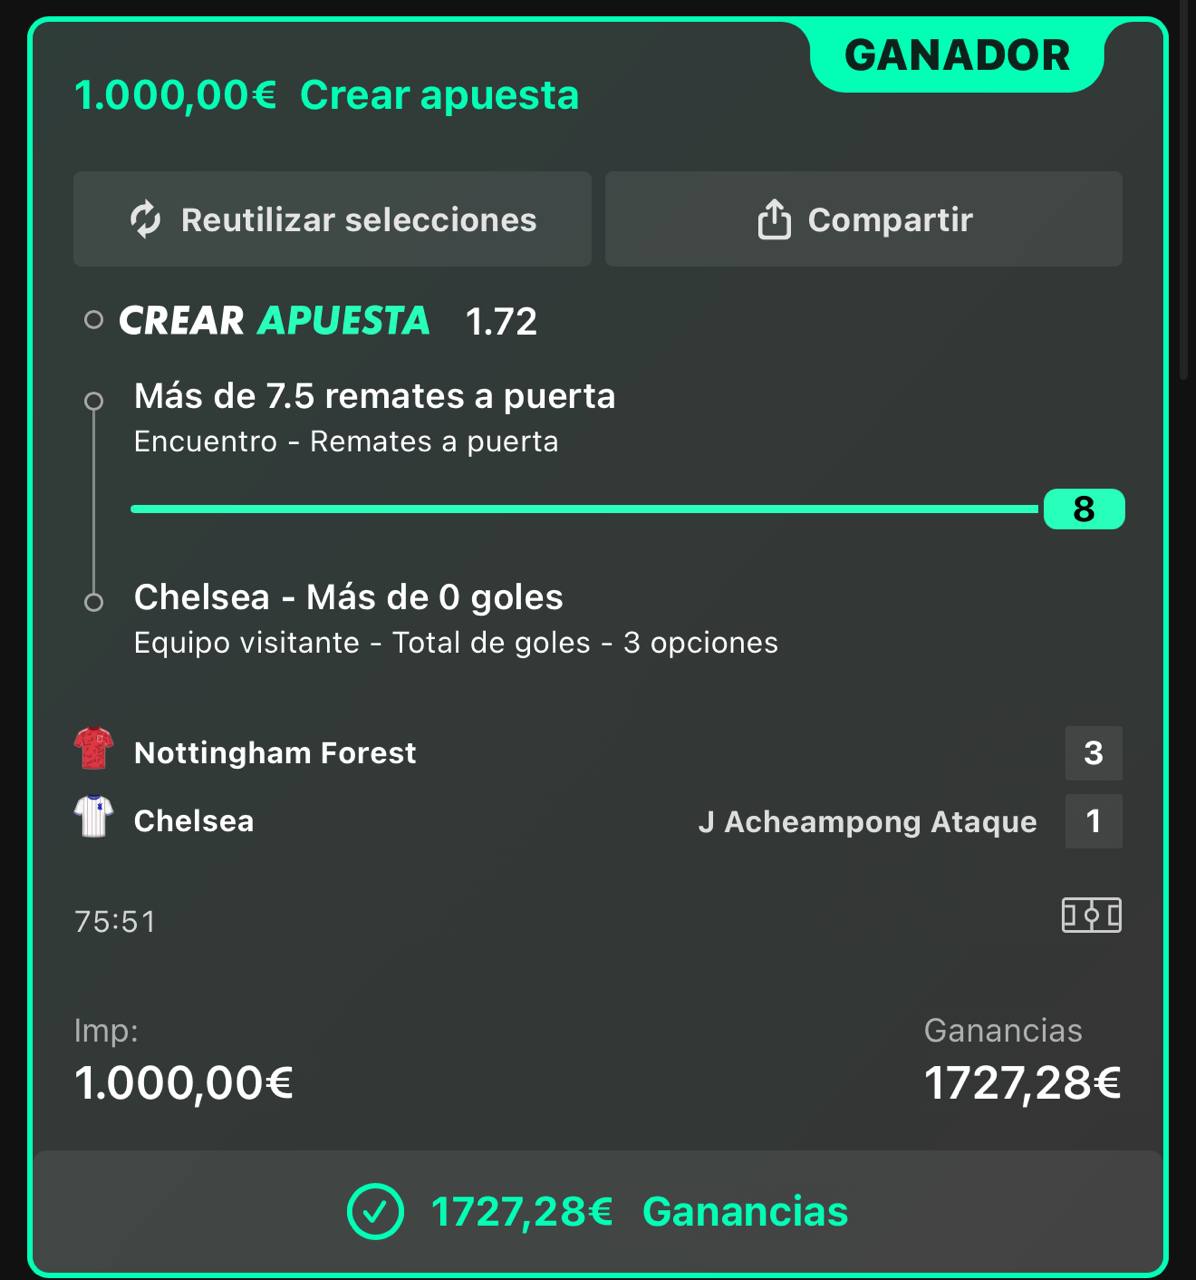 GANADOR
1.000,00€ Crear apuesta
Reutilizar selecciones
Compartir
CREAR APUESTA 1.72
Más de 7.5 remates a puerta
Encuentro - Remates a puerta
8
Chelsea - Más de 0 goles
Equipo visitante - Total de goles - 3 opciones
Nottingham Forest 3
Chelsea J Acheampong Ataque 1
75:51
Imp: Ganancias
1.000,00€ 1727,28€
1727,28€ Ganancias